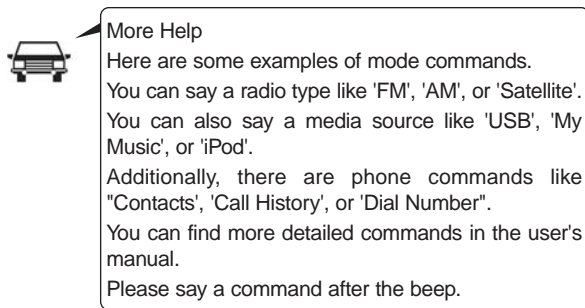 More Help
Here are some examples of mode commands.
You can say a radio type like 'FM', 'AM', or 'Satellite'.
You can also say a media source like 'USB', 'My
Music', or 'iPod'.
Additionally, there are phone commands like
"Contacts', 'Call History', or 'Dial Number".
You can find more detailed commands in the user's
manual.
Please say a command after the beep.